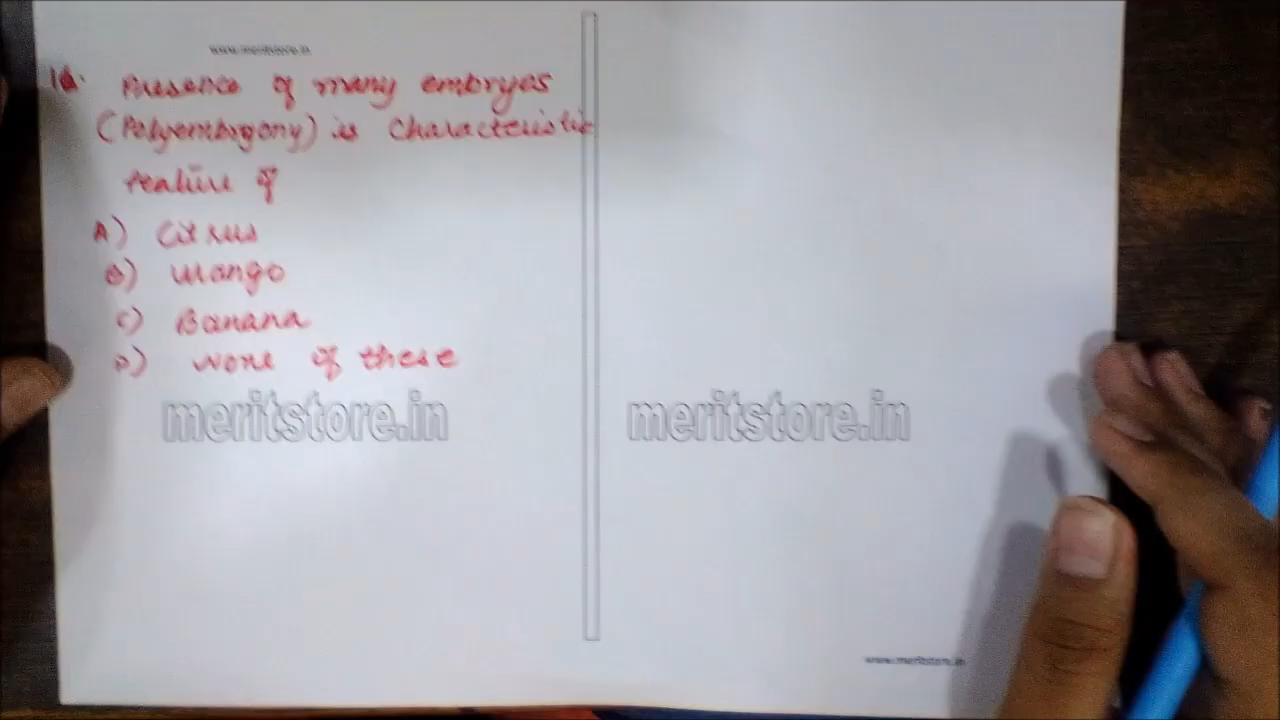 www.meritstore.in
16. Presence of many embryos
(Polyembryony) is characteristic
feature of
A) Citrus
B) Mango
C) Banana
D) None of these
meritstore.in
meritstore.in
www.meritstore.in